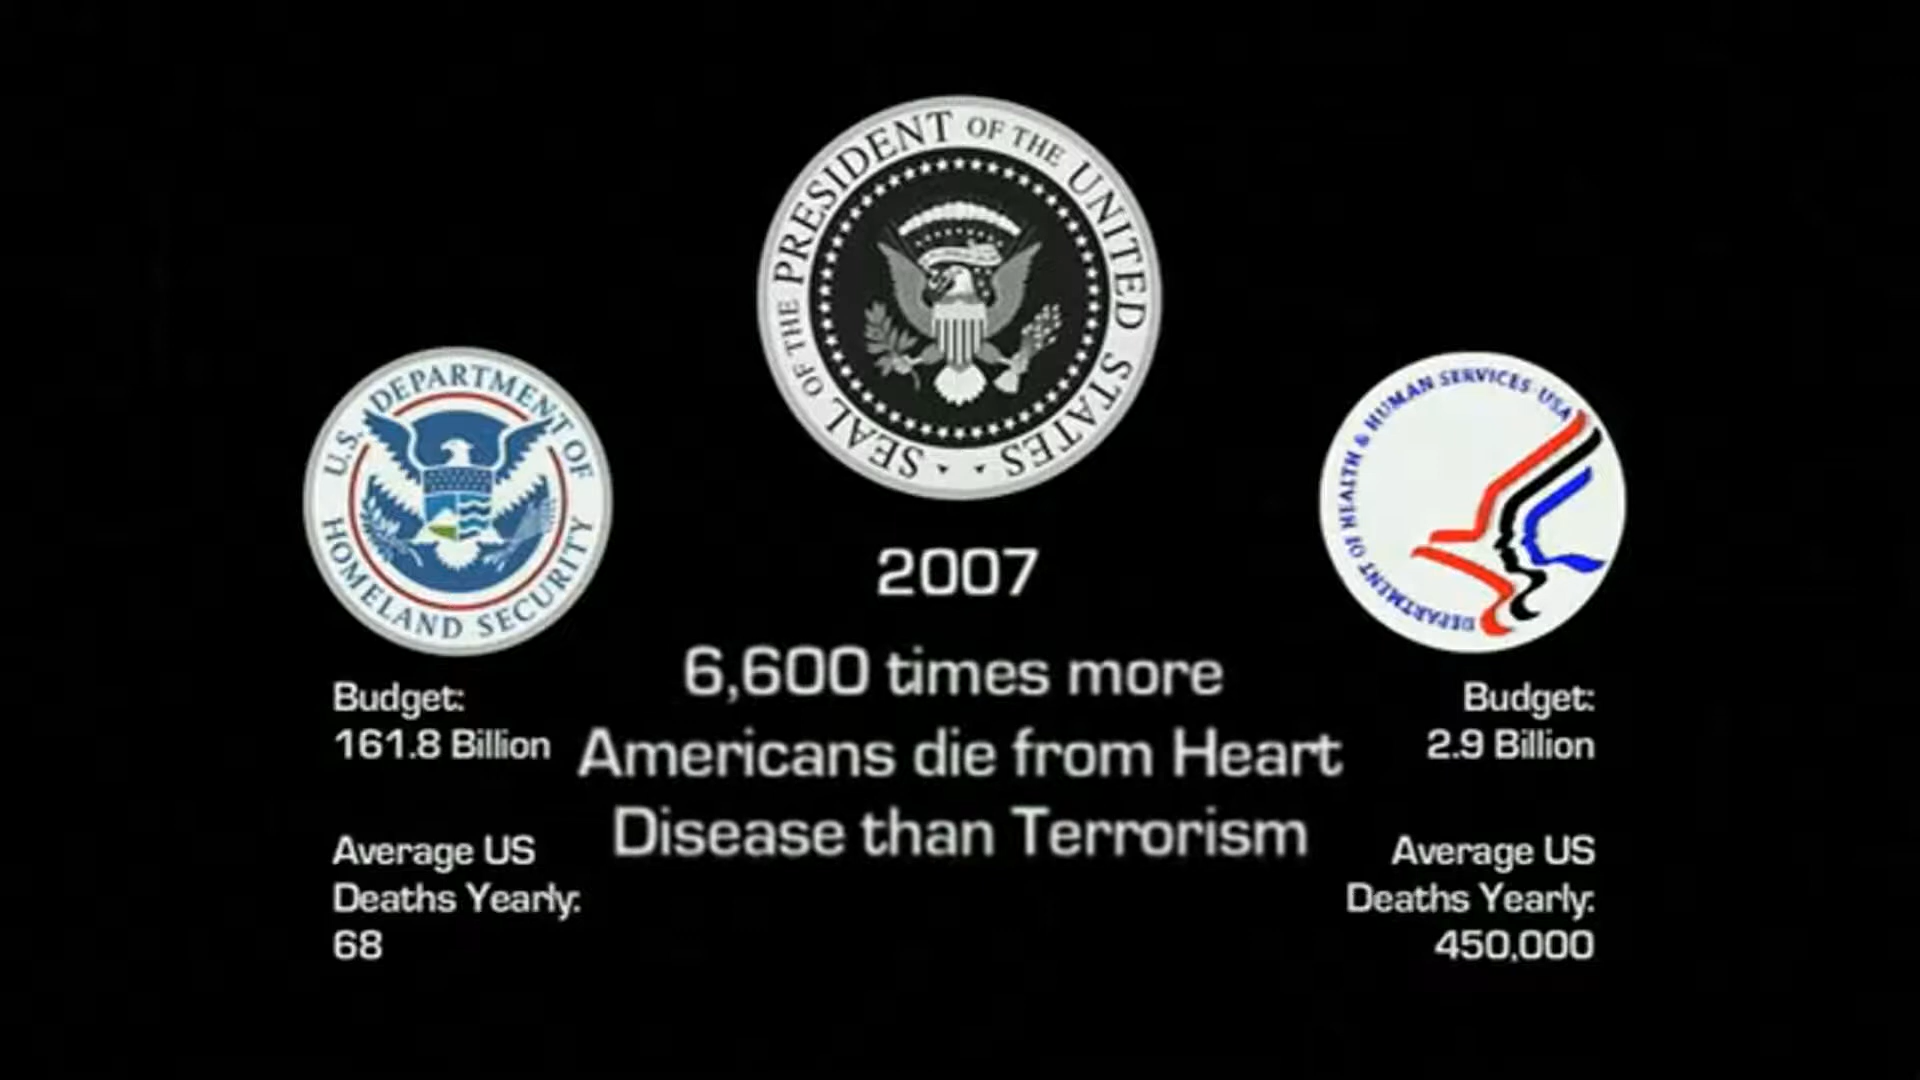 SEAL OF THE PRESIDENT OF THE UNITED STATES
U.S. DEPARTMENT OF
HOMELAND SECURITY
DEPARTMENT OF HEALTH & HUMAN SERVICES USA
2007
6,600 times more
Americans die from Heart
Disease than Terrorism
Budget:
161.8 Billion
Average US
Deaths Yearly:
68
Budget:
2.9 Billion
Average US
Deaths Yearly:
450,000